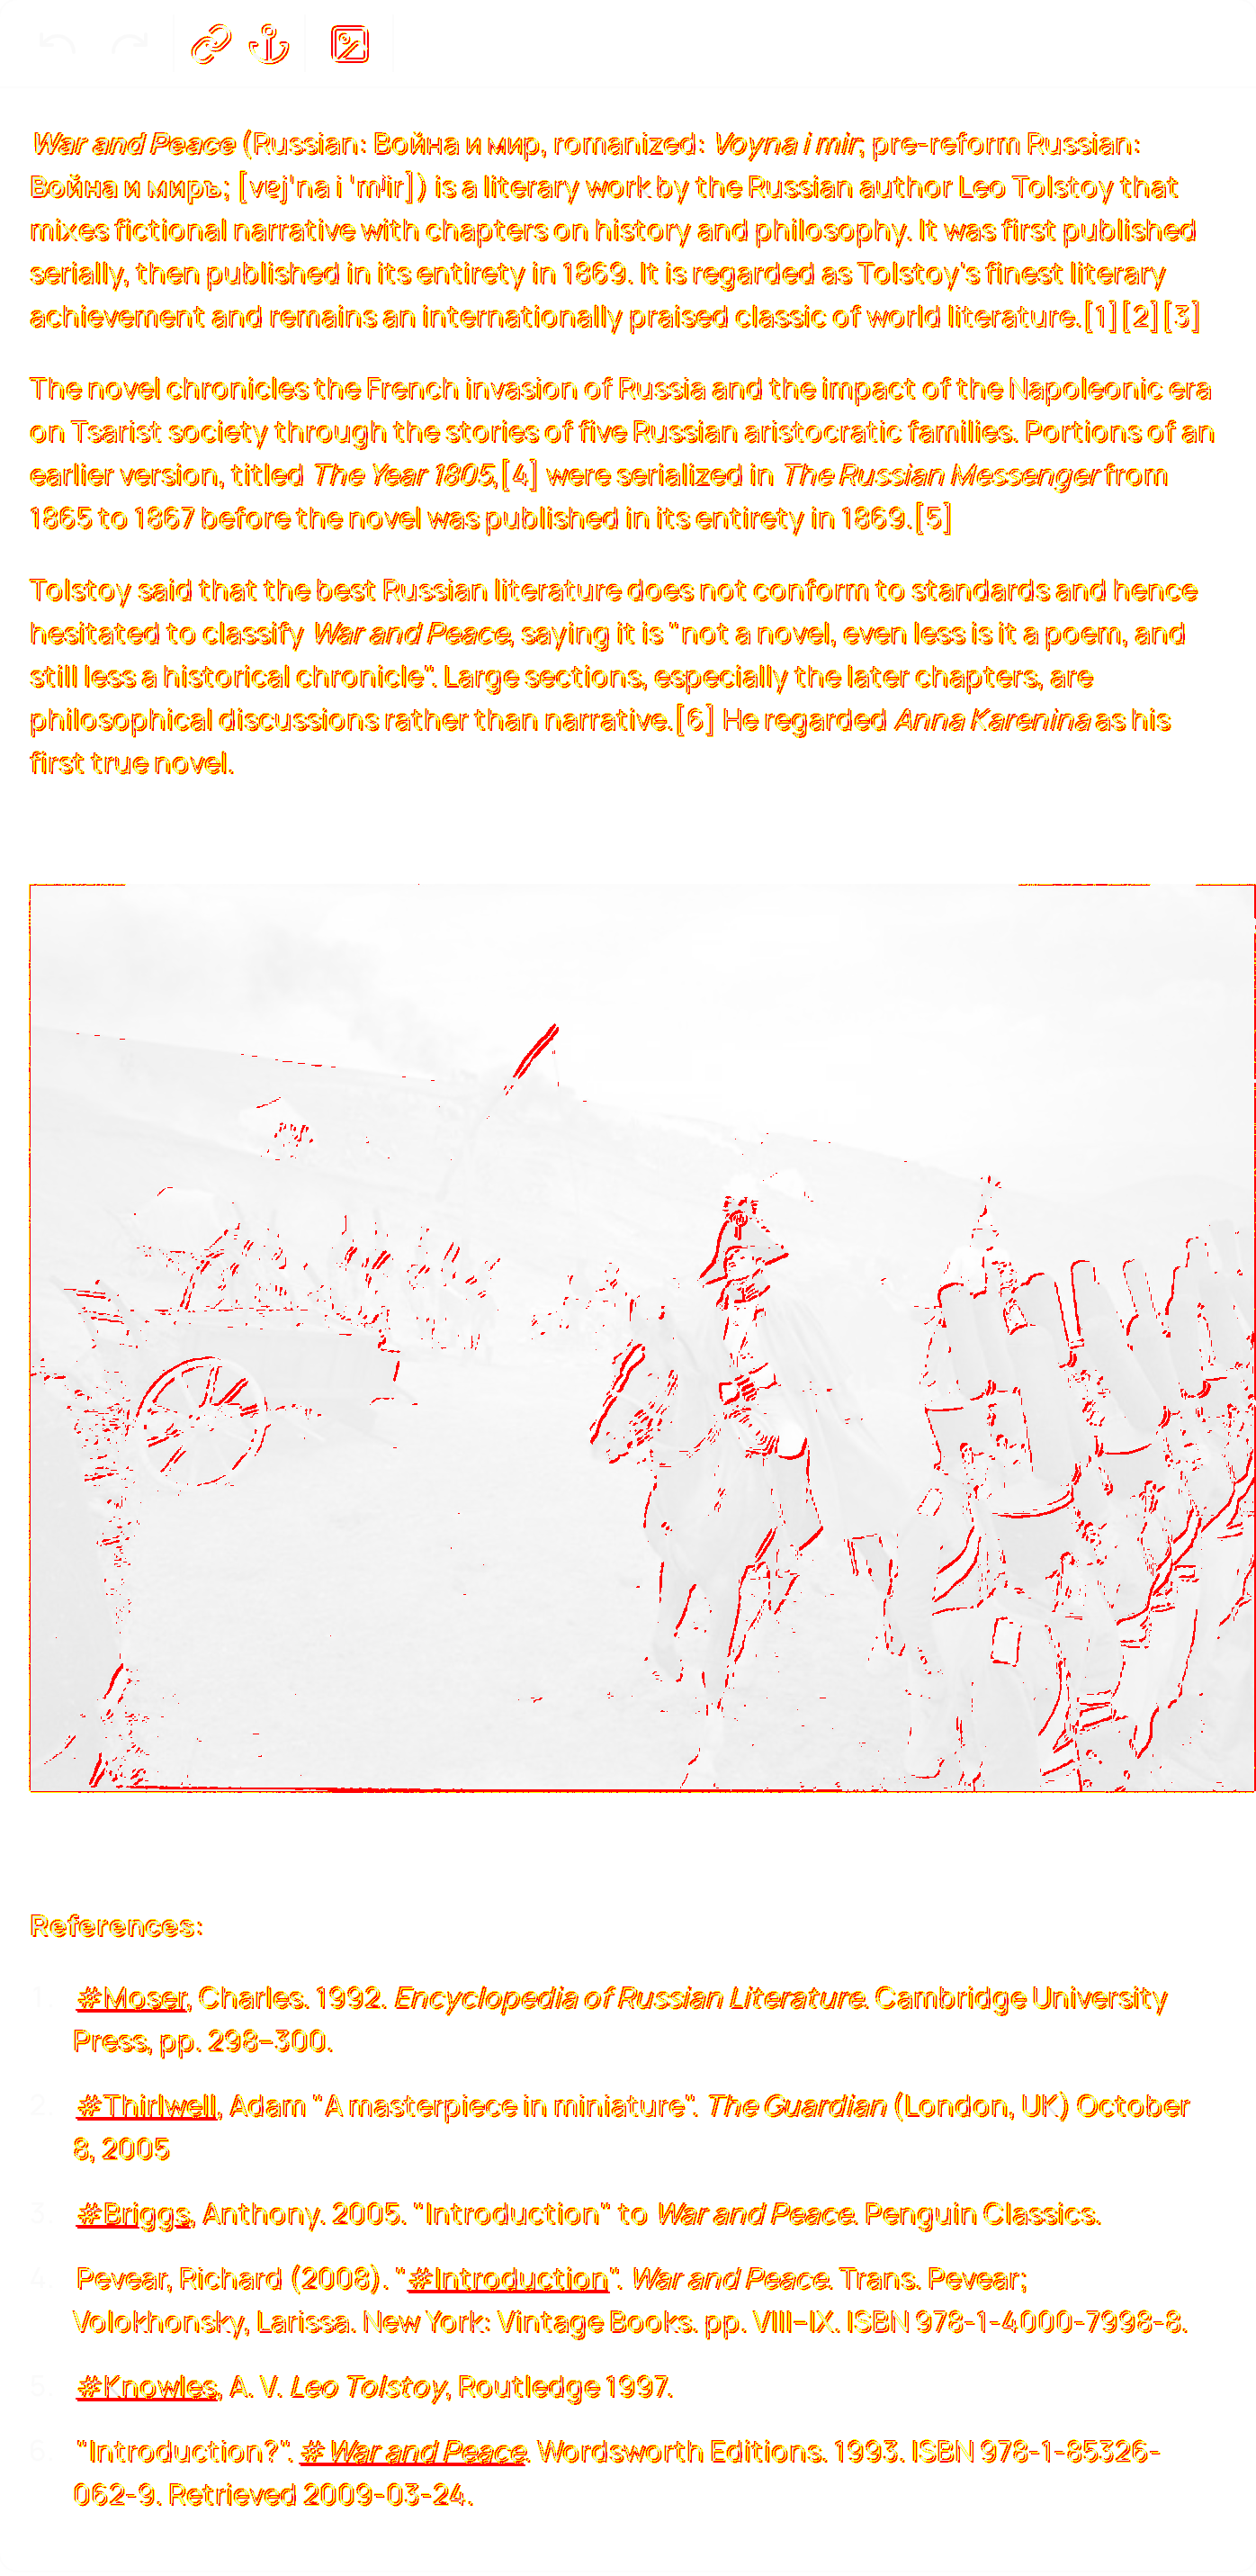 War and Peace (Russian: Война и мир, romanized: Voyna i mir; pre-reform Russian:
Война и миръ; [vɐjˈna i ˈmʲir]) is a literary work by the Russian author Leo Tolstoy that
mixes fictional narrative with chapters on history and philosophy. It was first published
serially, then published in its entirety in 1869. It is regarded as Tolstoy's finest literary
achievement and remains an internationally praised classic of world literature.[1][2][3]
The novel chronicles the French invasion of Russia and the impact of the Napoleonic era
on Tsarist society through the stories of five Russian aristocratic families. Portions of an
earlier version, titled The Year 1805,[4] were serialized in The Russian Messenger from
1865 to 1867 before the novel was published in its entirety in 1869.[5]
Tolstoy said that the best Russian literature does not conform to standards and hence
hesitated to classify War and Peace, saying it is "not a novel, even less is it a poem, and
still less a historical chronicle". Large sections, especially the later chapters, are
philosophical discussions rather than narrative.[6] He regarded Anna Karenina as his
first true novel.
References:
1. #Moser, Charles. 1992. Encyclopedia of Russian Literature. Cambridge University
Press, pp. 298–300.
2. #Thirlwell, Adam "A masterpiece in miniature". The Guardian (London, UK) October
8, 2005
3. #Briggs, Anthony. 2005. "Introduction" to War and Peace. Penguin Classics.
4. Pevear, Richard (2008). "#Introduction". War and Peace. Trans. Pevear;
Volokhonsky, Larissa. New York: Vintage Books. pp. VIII–IX. ISBN 978-1-4000-7998-8.
5. #Knowles, A. V. Leo Tolstoy, Routledge 1997.
6. "Introduction?". #War and Peace. Wordsworth Editions. 1993. ISBN 978-1-85326-
062-9. Retrieved 2009-03-24.